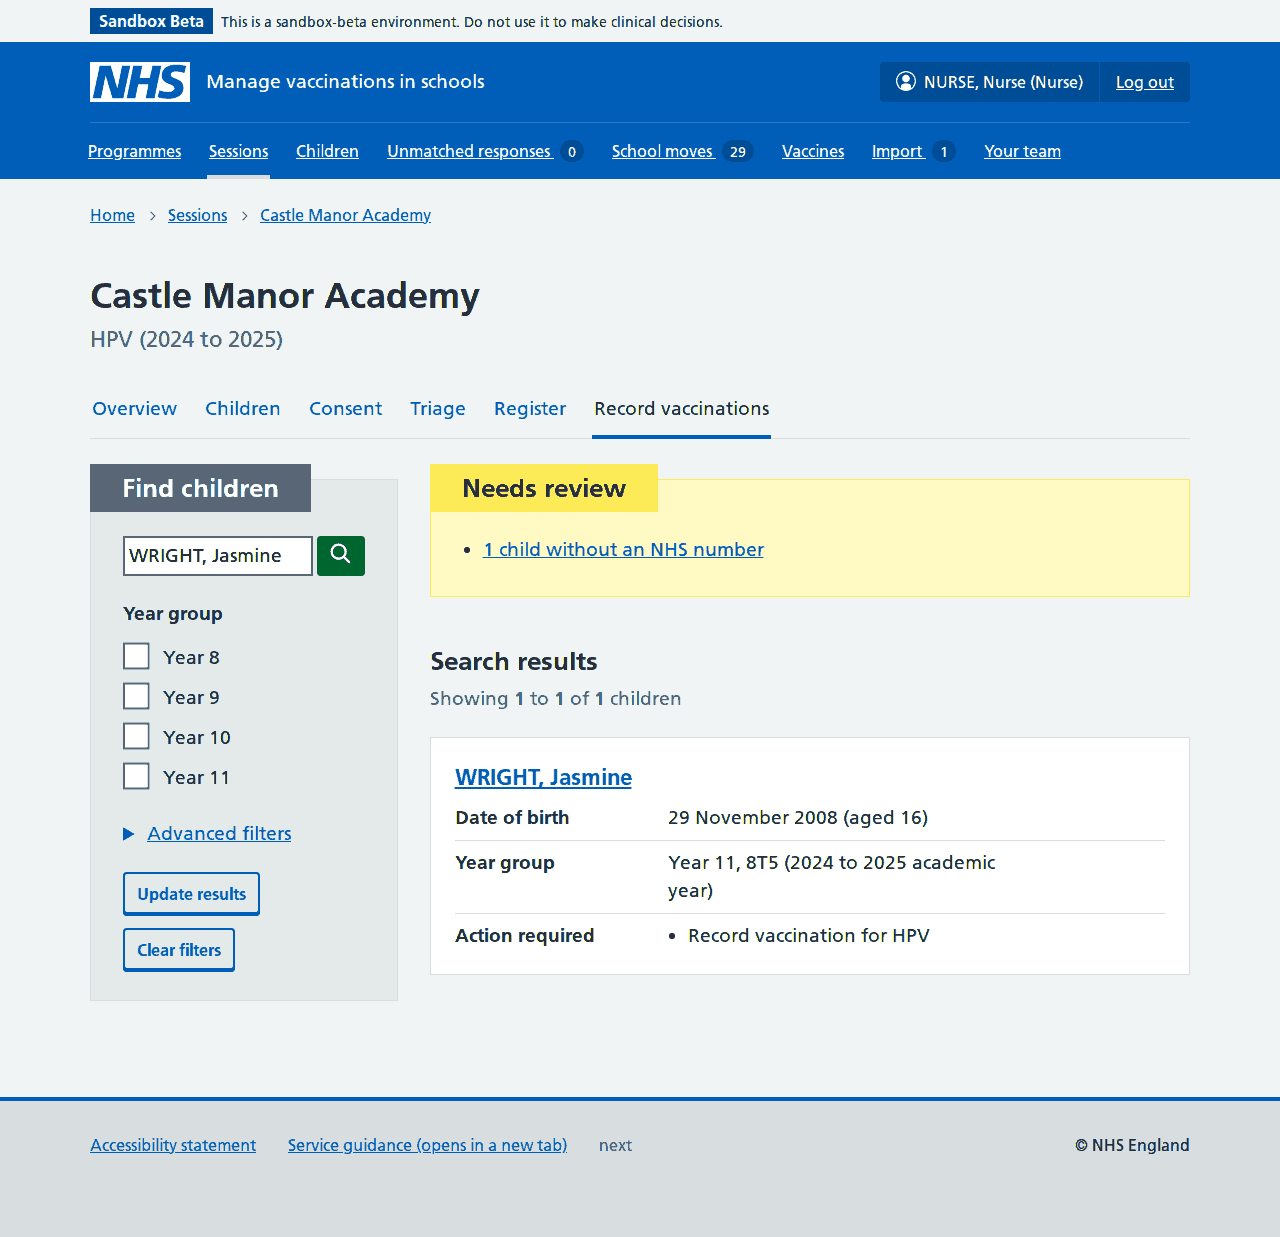 Sandbox Beta This is a sandbox-beta environment. Do not use it to make clinical decisions.
NHS Manage vaccinations in schools NURSE, Nurse (Nurse) Log out
Programmes Sessions Children Unmatched responses 0 School moves 29 Vaccines Import 1 Your team
Home Sessions Castle Manor Academy
Castle Manor Academy
HPV (2024 to 2025)
Overview Children Consent Triage Register Record vaccinations
Find children
WRIGHT, Jasmine
Year group
Year 8
Year 9
Year 10
Year 11
Advanced filters
Update results
Clear filters
Needs review
1 child without an NHS number
Search results
Showing 1 to 1 of 1 children
WRIGHT, Jasmine
Date of birth 29 November 2008 (aged 16)
Year group Year 11, 8T5 (2024 to 2025 academic
year)
Action required Record vaccination for HPV
Accessibility statement Service guidance (opens in a new tab) next © NHS England